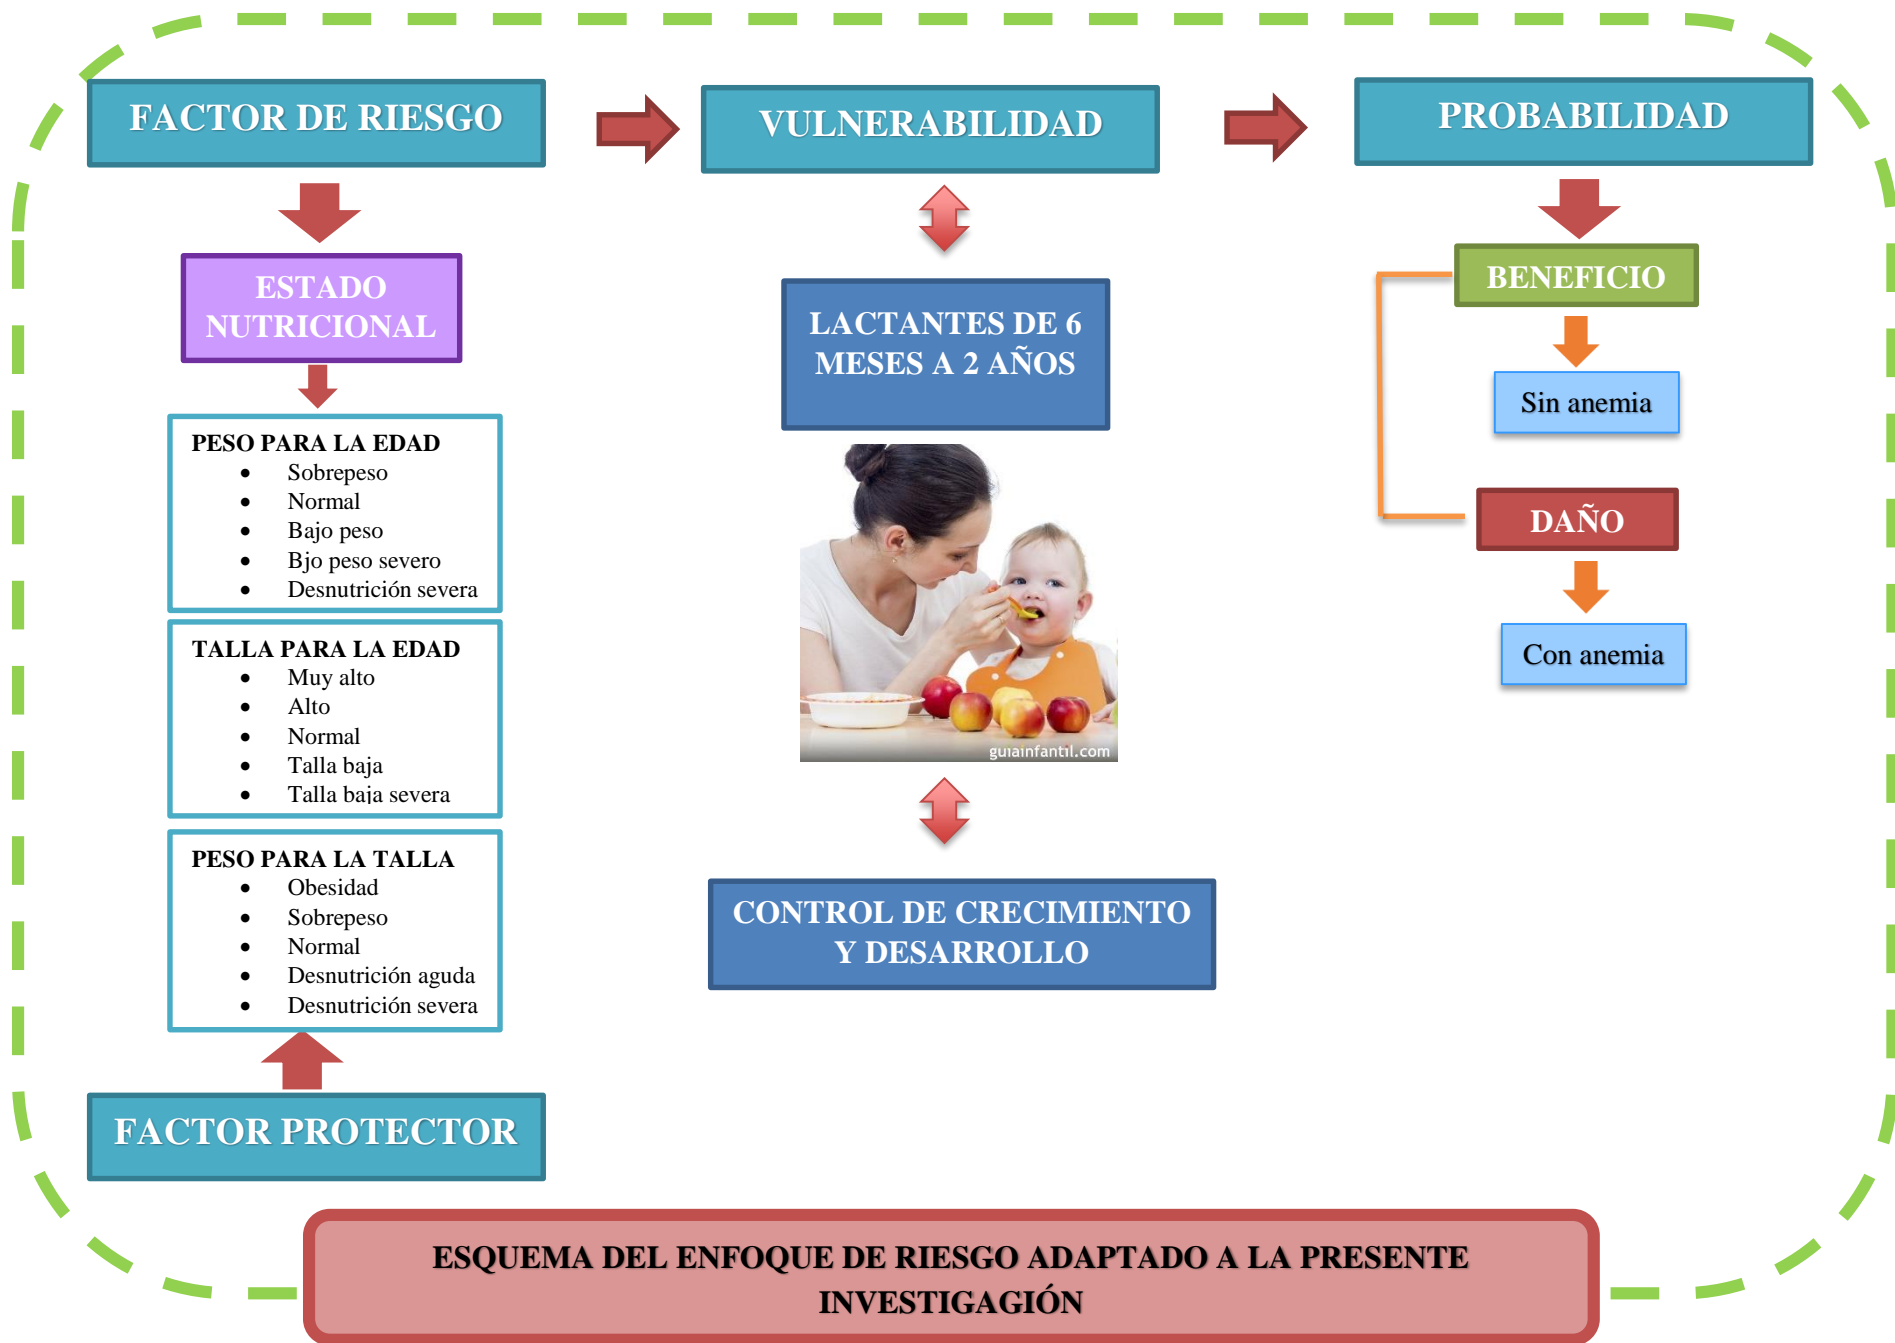 FACTOR DE RIESGO
ESTADO
NUTRICIONAL
PESO PARA LA EDAD
• Sobrepeso
• Normal
• Bajo peso
• Bjo peso severo
• Desnutrición severa
TALLA PARA LA EDAD
• Muy alto
• Alto
• Normal
• Talla baja
• Talla baja severa
PESO PARA LA TALLA
• Obesidad
• Sobrepeso
• Normal
• Desnutrición aguda
• Desnutrición severa
FACTOR PROTECTOR
VULNERABILIDAD
LACTANTES DE 6
MESES A 2 AÑOS
guiainfantil.com
CONTROL DE CRECIMIENTO
Y DESARROLLO
PROBABILIDAD
BENEFICIO
Sin anemia
DAÑO
Con anemia
ESQUEMA DEL ENFOQUE DE RIESGO ADAPTADO A LA PRESENTE
INVESTIGAGIÓN